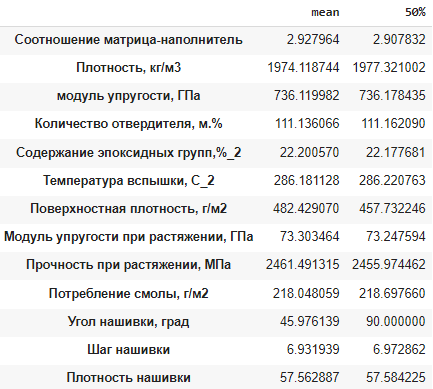 mean 50%
Соотношение матрица-наполнитель 2.927964 2.907832
Плотность, кг/м3 1974.118744 1977.321002
модуль упругости, ГПа 736.119982 736.178435
Количество отвердителя, м.% 111.136066 111.162090
Содержание эпоксидных групп,%_2 22.200570 22.177681
Температура вспышки, С_2 286.181128 286.220763
Поверхностная плотность, г/м2 482.429070 457.732246
Модуль упругости при растяжении, ГПа 73.303464 73.247594
Прочность при растяжении, МПа 2461.491315 2455.974462
Потребление смолы, г/м2 218.048059 218.697660
Угол нашивки, град 45.976139 90.000000
Шаг нашивки 6.931939 6.972862
Плотность нашивки 57.562887 57.584225